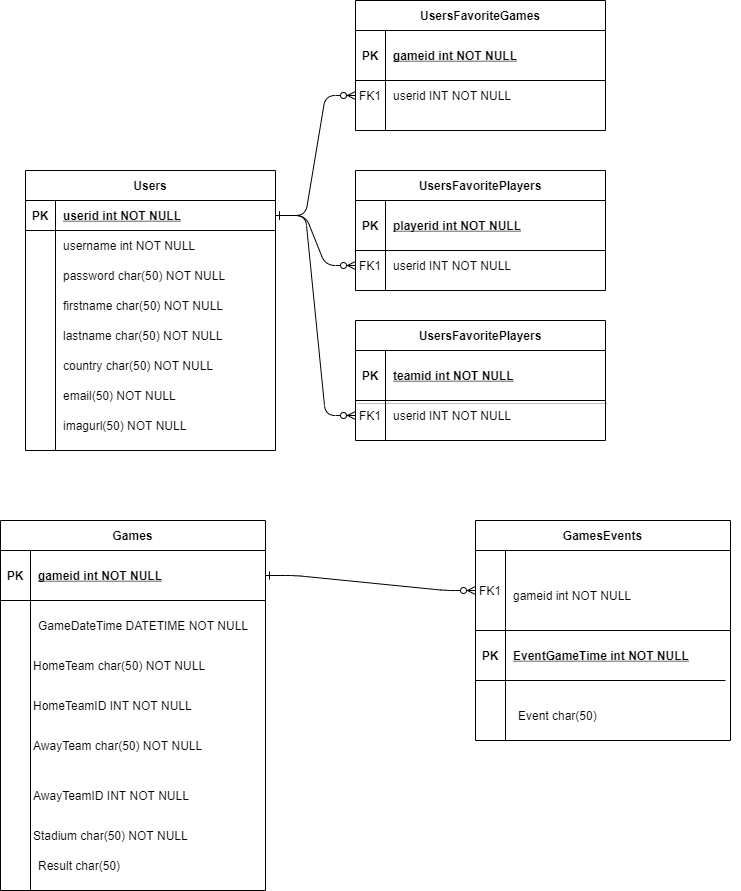 UsersFavoriteGames
PK gameid int NOT NULL
FK1 userid INT NOT NULL
Users
PK userid int NOT NULL
username int NOT NULL
password char(50) NOT NULL
firstname char(50) NOT NULL
lastname char(50) NOT NULL
country char(50) NOT NULL
email(50) NOT NULL
imagurl(50) NOT NULL
UsersFavoritePlayers
PK playerid int NOT NULL
FK1 userid INT NOT NULL
UsersFavoritePlayers
PK teamid int NOT NULL
FK1 userid INT NOT NULL
Games
PK gameid int NOT NULL
GameDateTime DATETIME NOT NULL
HomeTeam char(50) NOT NULL
HomeTeamID INT NOT NULL
AwayTeam char(50) NOT NULL
AwayTeamID INT NOT NULL
Stadium char(50) NOT NULL
Result char(50)
GamesEvents
FK1 gameid int NOT NULL
PK EventGameTime int NOT NULL
Event char(50)